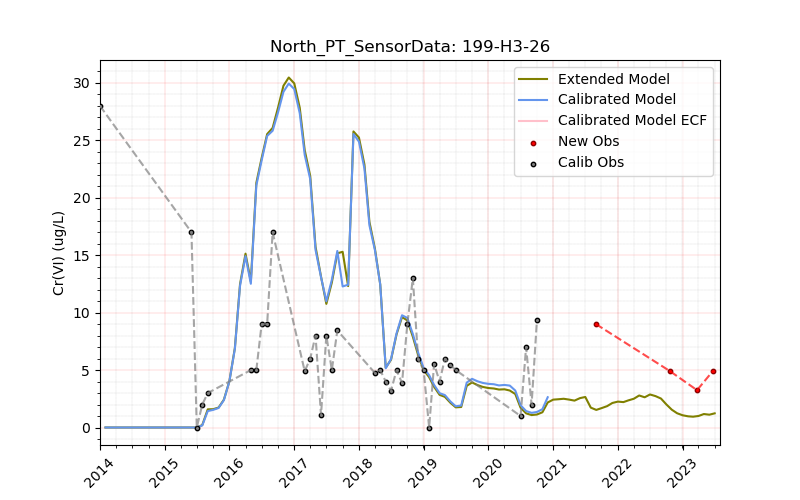 North_PT_SensorData: 199-H3-26
Extended Model
Calibrated Model
Calibrated Model ECF
New Obs
Calib Obs
Cr(VI) (ug/L)
30
25
20
15
10
5
0
2014 2015 2016 2017 2018 2019 2020 2021 2022 2023